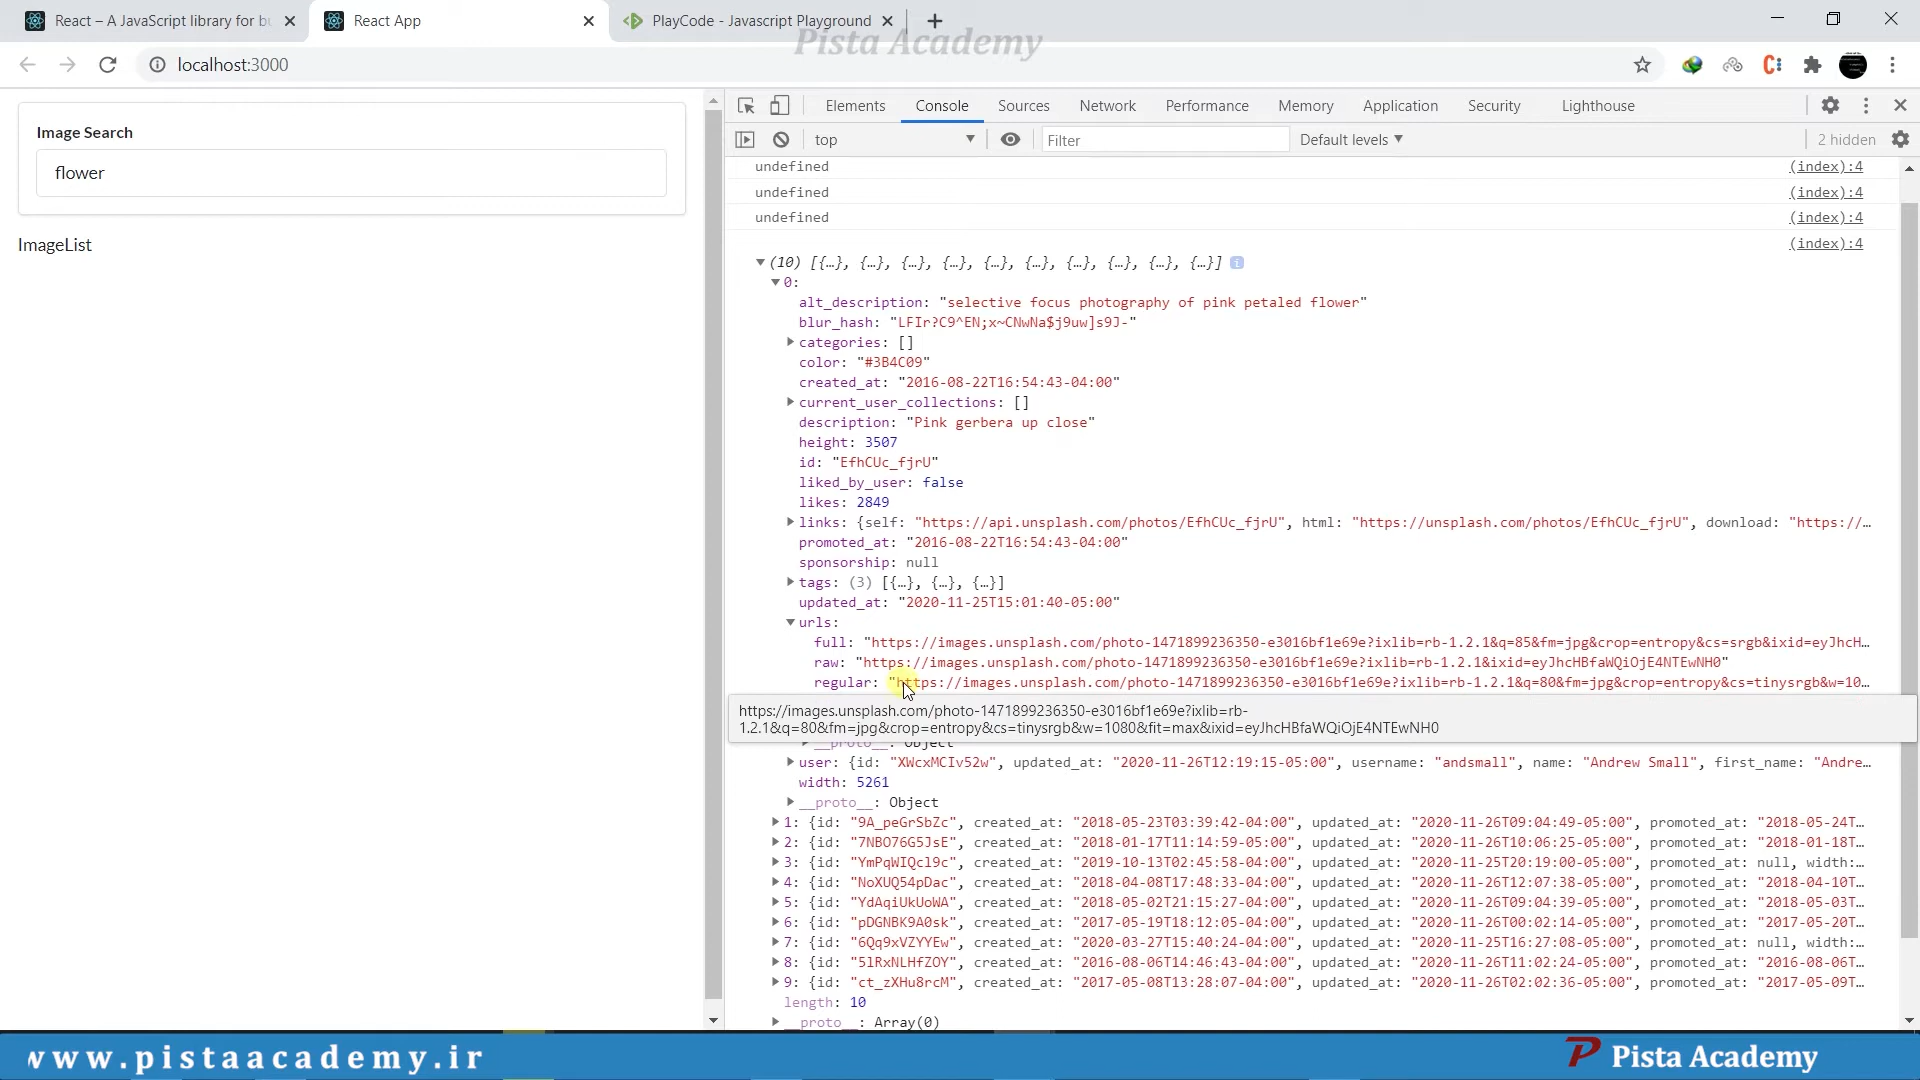 React – A JavaScript library for bu
React App
PlayCode - Javascript Playground
Pista Academy
localhost:3000
Image Search
flower
ImageList
Elements Console Sources Network Performance Memory Application Security Lighthouse
top Filter Default levels 2 hidden
undefined (index):4
undefined (index):4
undefined (index):4
(index):4
(10) [{…}, {…}, {…}, {…}, {…}, {…}, {…}, {…}, {…}, {…}]
0:
alt_description: "selective focus photography of pink petaled flower"
blur_hash: "LFIr?C9^EN;x~CNwNa$j9uw]s9J-"
categories: []
color: "#3B4C09"
created_at: "2016-08-22T16:54:43-04:00"
current_user_collections: []
description: "Pink gerbera up close"
height: 3507
id: "EfhCUc_fjrU"
liked_by_user: false
likes: 2849
links: {self: "https://api.unsplash.com/photos/EfhCUc_fjrU", html: "https://unsplash.com/photos/EfhCUc_fjrU", download: "https://…
promoted_at: "2016-08-22T16:54:43-04:00"
sponsorship: null
tags: (3) [{…}, {…}, {…}]
updated_at: "2020-11-25T15:01:40-05:00"
urls:
full: "https://images.unsplash.com/photo-1471899236350-e3016bf1e69e?ixlib=rb-1.2.1&q=85&fm=jpg&crop=entropy&cs=srgb&ixid=eyJhcH…
raw: "https://images.unsplash.com/photo-1471899236350-e3016bf1e69e?ixlib=rb-1.2.1&ixid=eyJhcHBfaWQiOjE4NTEwNH0"
regular: "https://images.unsplash.com/photo-1471899236350-e3016bf1e69e?ixlib=rb-1.2.1&q=80&fm=jpg&crop=entropy&cs=tinysrgb&w=10…
https://images.unsplash.com/photo-1471899236350-e3016bf1e69e?ixlib=rb-
1.2.1&q=80&fm=jpg&crop=entropy&cs=tinysrgb&w=1080&fit=max&ixid=eyJhcHBfaWQiOjE4NTEwNH0
__proto__: Object
user: {id: "XWcxMCIv52w", updated_at: "2020-11-26T12:19:15-05:00", username: "andsmall", name: "Andrew Small", first_name: "Andre…
width: 5261
__proto__: Object
1: {id: "9A_peGrSbZc", created_at: "2018-05-23T03:39:42-04:00", updated_at: "2020-11-26T09:04:49-05:00", promoted_at: "2018-05-24T…
2: {id: "7NBO76G5JsE", created_at: "2018-01-17T11:14:59-05:00", updated_at: "2020-11-26T10:06:25-05:00", promoted_at: "2018-01-18T…
3: {id: "YmPqWIQcl9c", created_at: "2019-10-13T02:45:58-04:00", updated_at: "2020-11-25T20:19:00-05:00", promoted_at: null, width:…
4: {id: "NoXUQ54pDac", created_at: "2018-04-08T17:48:33-04:00", updated_at: "2020-11-26T12:07:38-05:00", promoted_at: "2018-04-10T…
5: {id: "YdAqiUkUoWA", created_at: "2018-05-02T21:15:27-04:00", updated_at: "2020-11-26T09:04:39-05:00", promoted_at: "2018-05-03T…
6: {id: "pDGNBK9A0sk", created_at: "2017-05-19T18:12:05-04:00", updated_at: "2020-11-26T00:02:14-05:00", promoted_at: "2017-05-20T…
7: {id: "6Qq9xVZYYEw", created_at: "2020-03-27T15:40:24-04:00", updated_at: "2020-11-25T16:27:08-05:00", promoted_at: null, width:…
8: {id: "5lRxNLHfZOY", created_at: "2016-08-06T14:46:43-04:00", updated_at: "2020-11-26T11:02:24-05:00", promoted_at: "2016-08-06T…
9: {id: "ct_zXHu8rcM", created_at: "2017-05-08T13:28:07-04:00", updated_at: "2020-11-26T02:02:36-05:00", promoted_at: "2017-05-09T…
length: 10
__proto__: Array(0)
www.pistaacademy.ir
Pista Academy